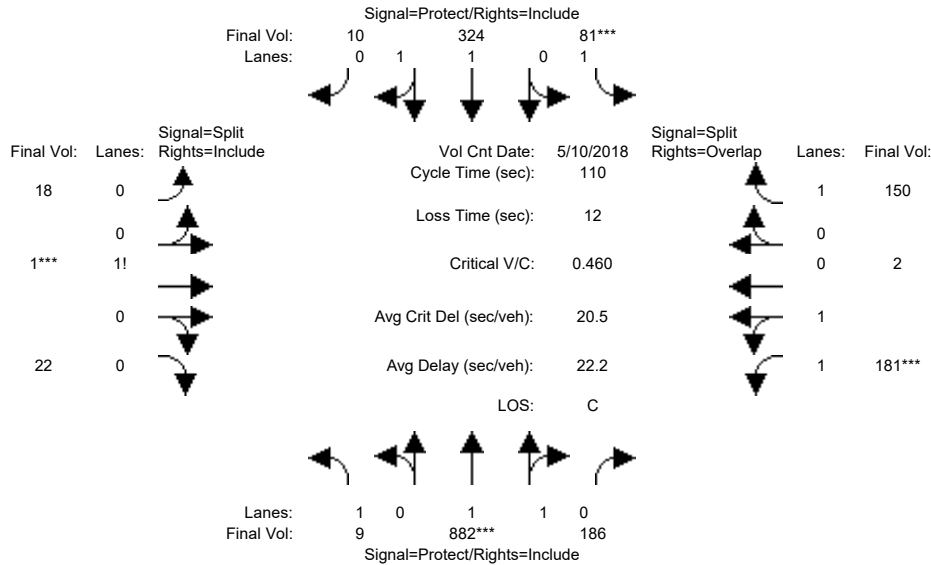 Signal=Protect/Rights=Include
Final Vol: 10 324 81***
Lanes: 0 1 1 0 1
Signal=Split Signal=Split
Final Vol: Lanes: Rights=Include Vol Cnt Date: 5/10/2018 Rights=Overlap Lanes: Final Vol:
Cycle Time (sec): 110
18 0 1 150
Loss Time (sec): 12
0 0
1*** 1! Critical V/C: 0.460 0 2
0 Avg Crit Del (sec/veh): 20.5 1
22 0 Avg Delay (sec/veh): 22.2 1 181***
LOS: C
Lanes: 1 0 1 1 0
Final Vol: 9 882*** 186
Signal=Protect/Rights=Include